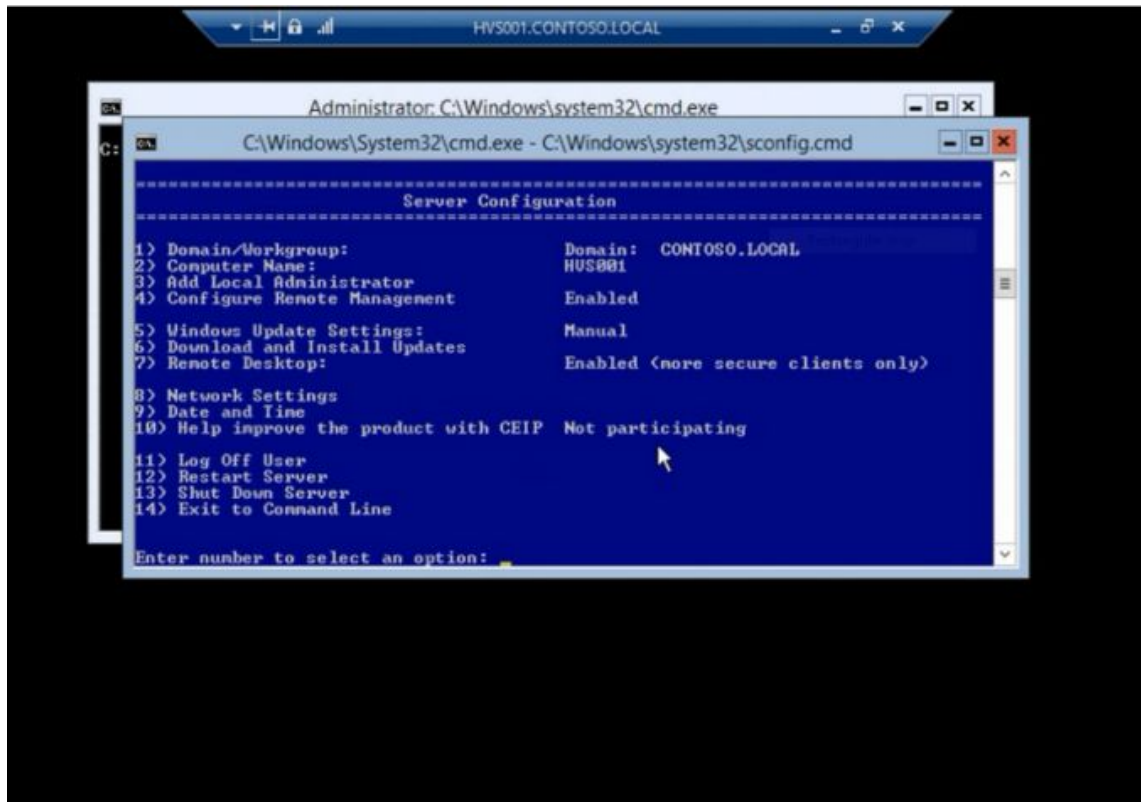 HVS001.CONTOSO.LOCAL
Administrator: C:\Windows\system32\cmd.exe
C:
C:\Windows\System32\cmd.exe - C:\Windows\system32\sconfig.cmd
Server Configuration
1) Domain/Workgroup: Domain: CONTOSO.LOCAL
2) Computer Name: HVS001
3) Add Local Administrator
4) Configure Remote Management Enabled
5) Windows Update Settings: Manual
6) Download and Install Updates
7) Remote Desktop: Enabled (more secure clients only)
8) Network Settings
9) Date and Time
10) Help improve the product with CEIP Not participating
11) Log Off User
12) Restart Server
13) Shut Down Server
14) Exit to Command Line
Enter number to select an option: